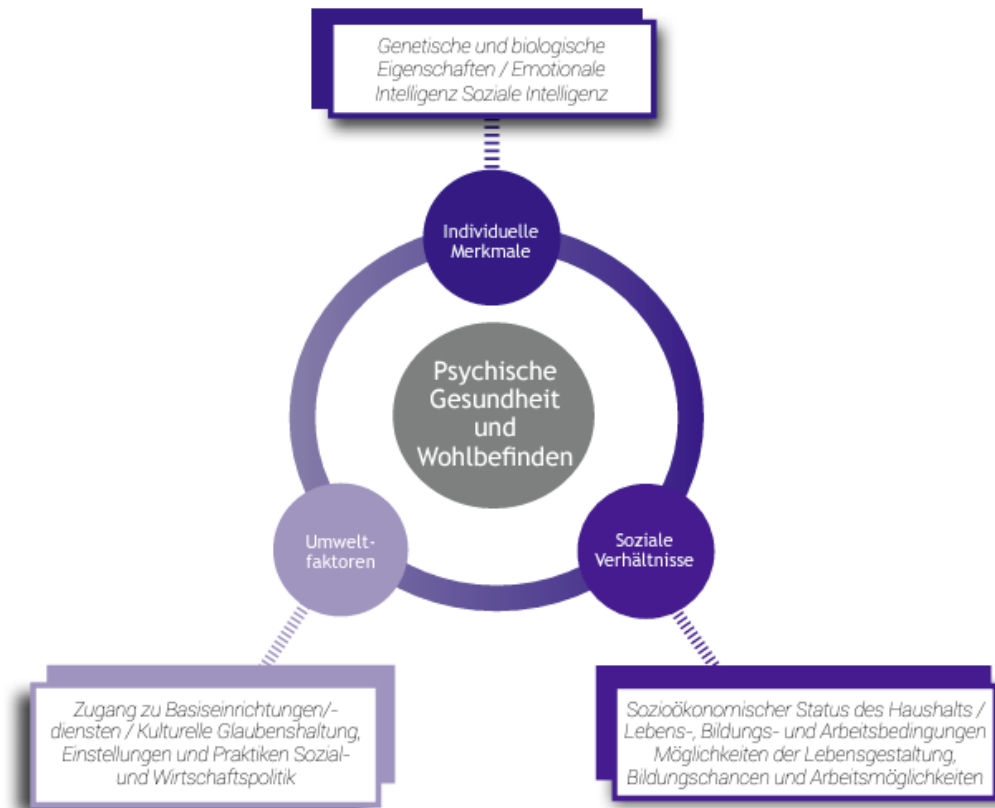 Genetische und biologische
Eigenschaften / Emotionale
Intelligenz Soziale Intelligenz
Individuelle
Merkmale
Psychische
Gesundheit
und
Wohlbefinden
Umwelt-
faktoren
Soziale
Verhältnisse
Zugang zu Basiseinrichtungen/-
diensten / Kulturelle Glaubenshaltung,
Einstellungen und Praktiken Sozial-
und Wirtschaftspolitik
Sozioökonomischer Status des Haushalts /
Lebens-, Bildungs- und Arbeitsbedingungen
Möglichkeiten der Lebensgestaltung,
Bildungschancen und Arbeitsmöglichkeiten